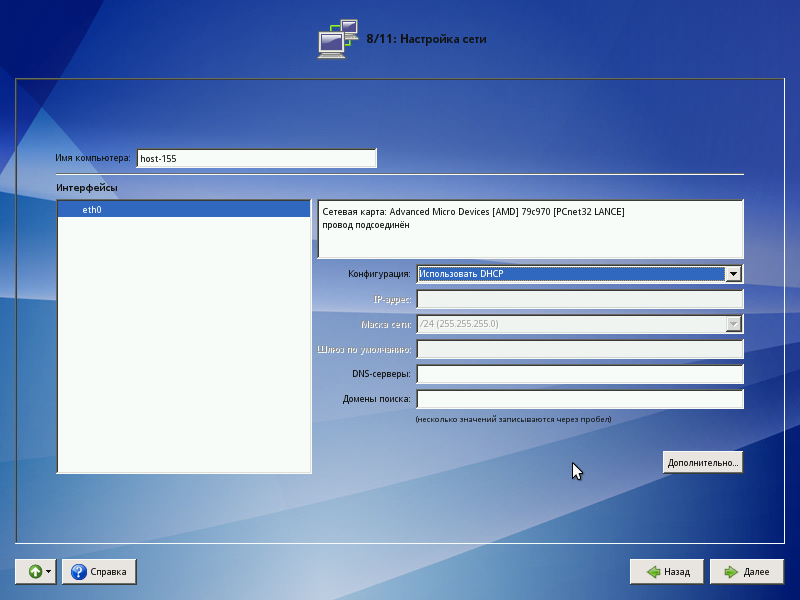 8/11: Настройка сети
Имя компьютера: host-155
Интерфейсы
eth0
Сетевая карта: Advanced Micro Devices [AMD] 79c970 [PCnet32 LANCE]
провод подсоединён
Конфигурация: Использовать DHCP
IP-адрес:
Маска сети: /24 (255.255.255.0)
Шлюз по умолчанию:
DNS-серверы:
Домены поиска:
(несколько значений записываются через пробел)
Дополнительно...
Справка
Назад
Далее